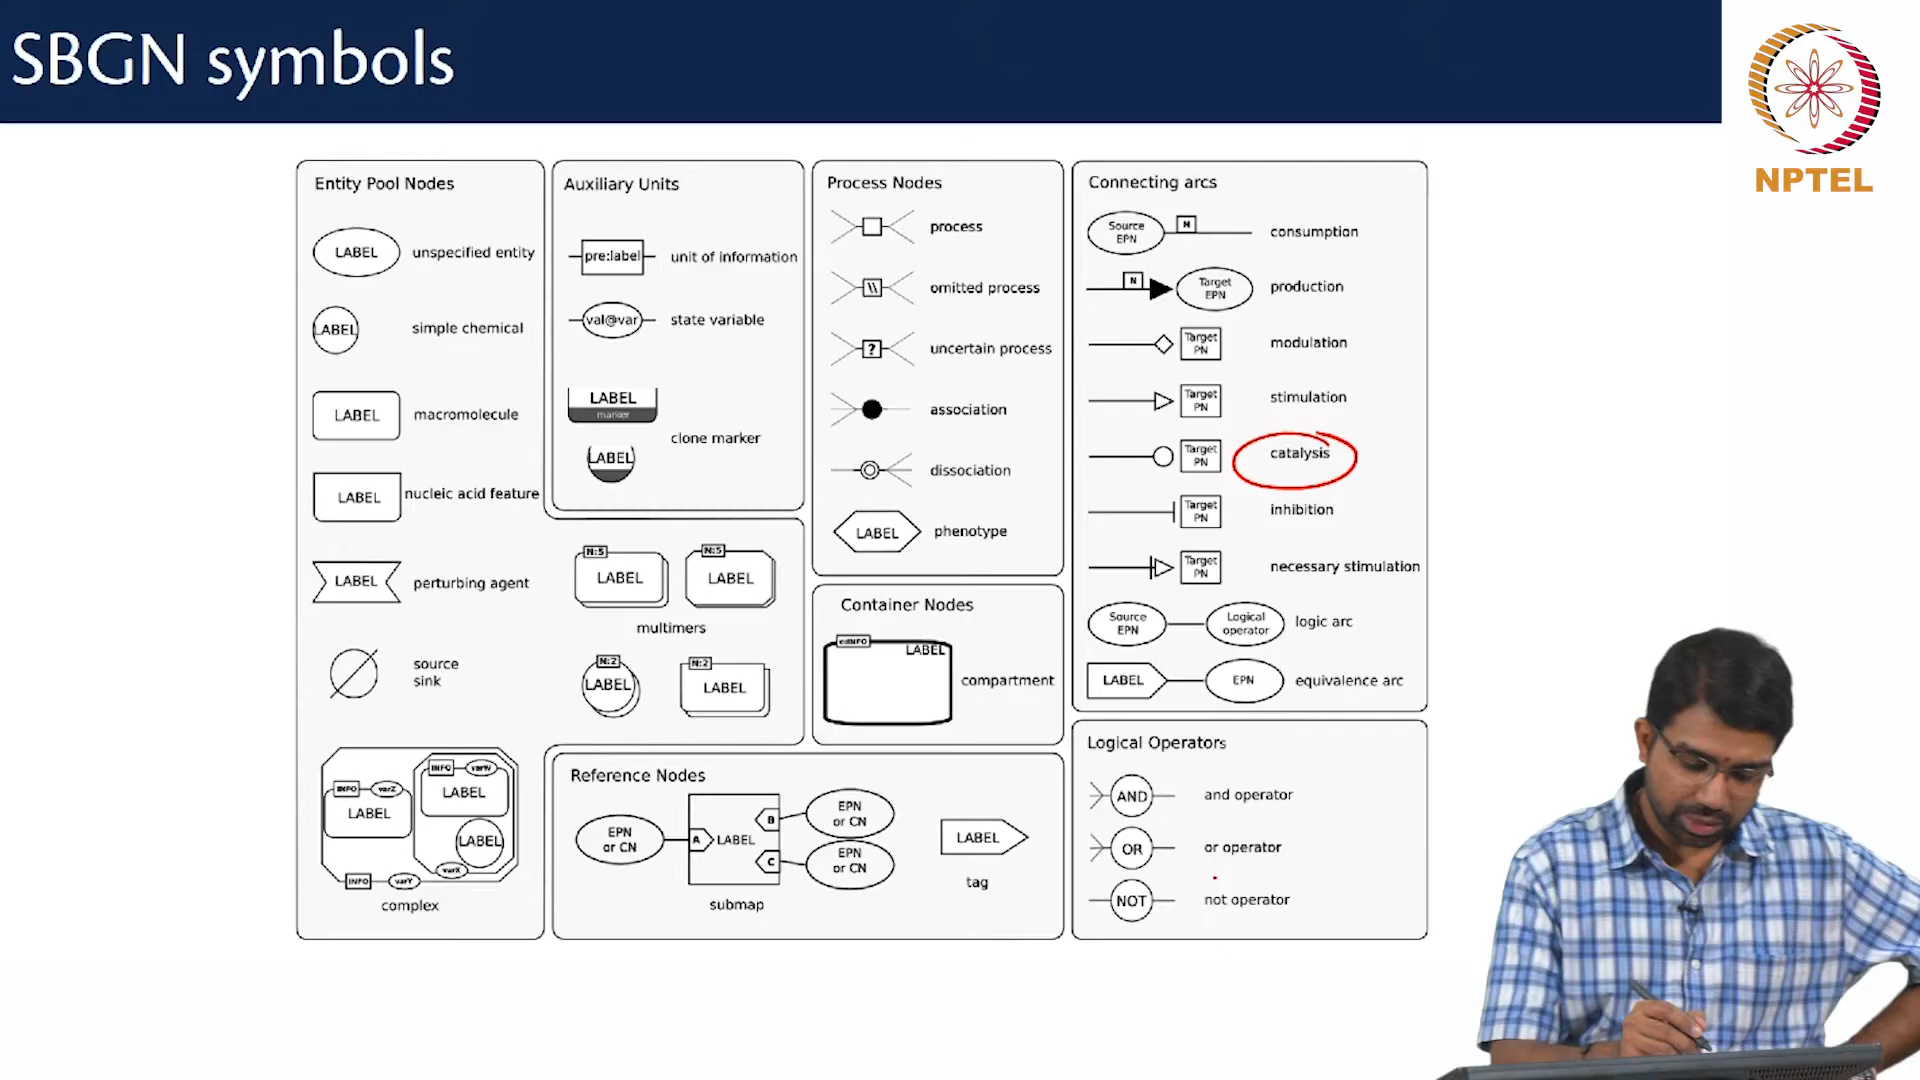 SBGN symbols
NPTEL
Entity Pool Nodes
LABEL unspecified entity
LABEL simple chemical
LABEL macromolecule
LABEL nucleic acid feature
LABEL perturbing agent
source
sink
INFO varZ
LABEL
INFO varW
LABEL
LABEL
varX
INFO varY
complex
Auxiliary Units
pre:label unit of information
val@var state variable
LABEL
marker
clone marker
LABEL
N:5 N:5
LABEL LABEL
multimers
N:2 N:2
LABEL LABEL
Process Nodes
process
\\ omitted process
? uncertain process
association
dissociation
LABEL phenotype
Container Nodes
LABEL
compartment
Reference Nodes
EPN
or CN
A LABEL
B
C
EPN
or CN
EPN
or CN
submap
LABEL
tag
Connecting arcs
Source
EPN
N
consumption
N
Target
EPN
production
Target
PN
modulation
Target
PN
stimulation
Target
PN
catalysis
Target
PN
inhibition
Target
PN
necessary stimulation
Source
EPN
Logical
operator
logic arc
LABEL EPN equivalence arc
Logical Operators
AND and operator
OR or operator
NOT not operator